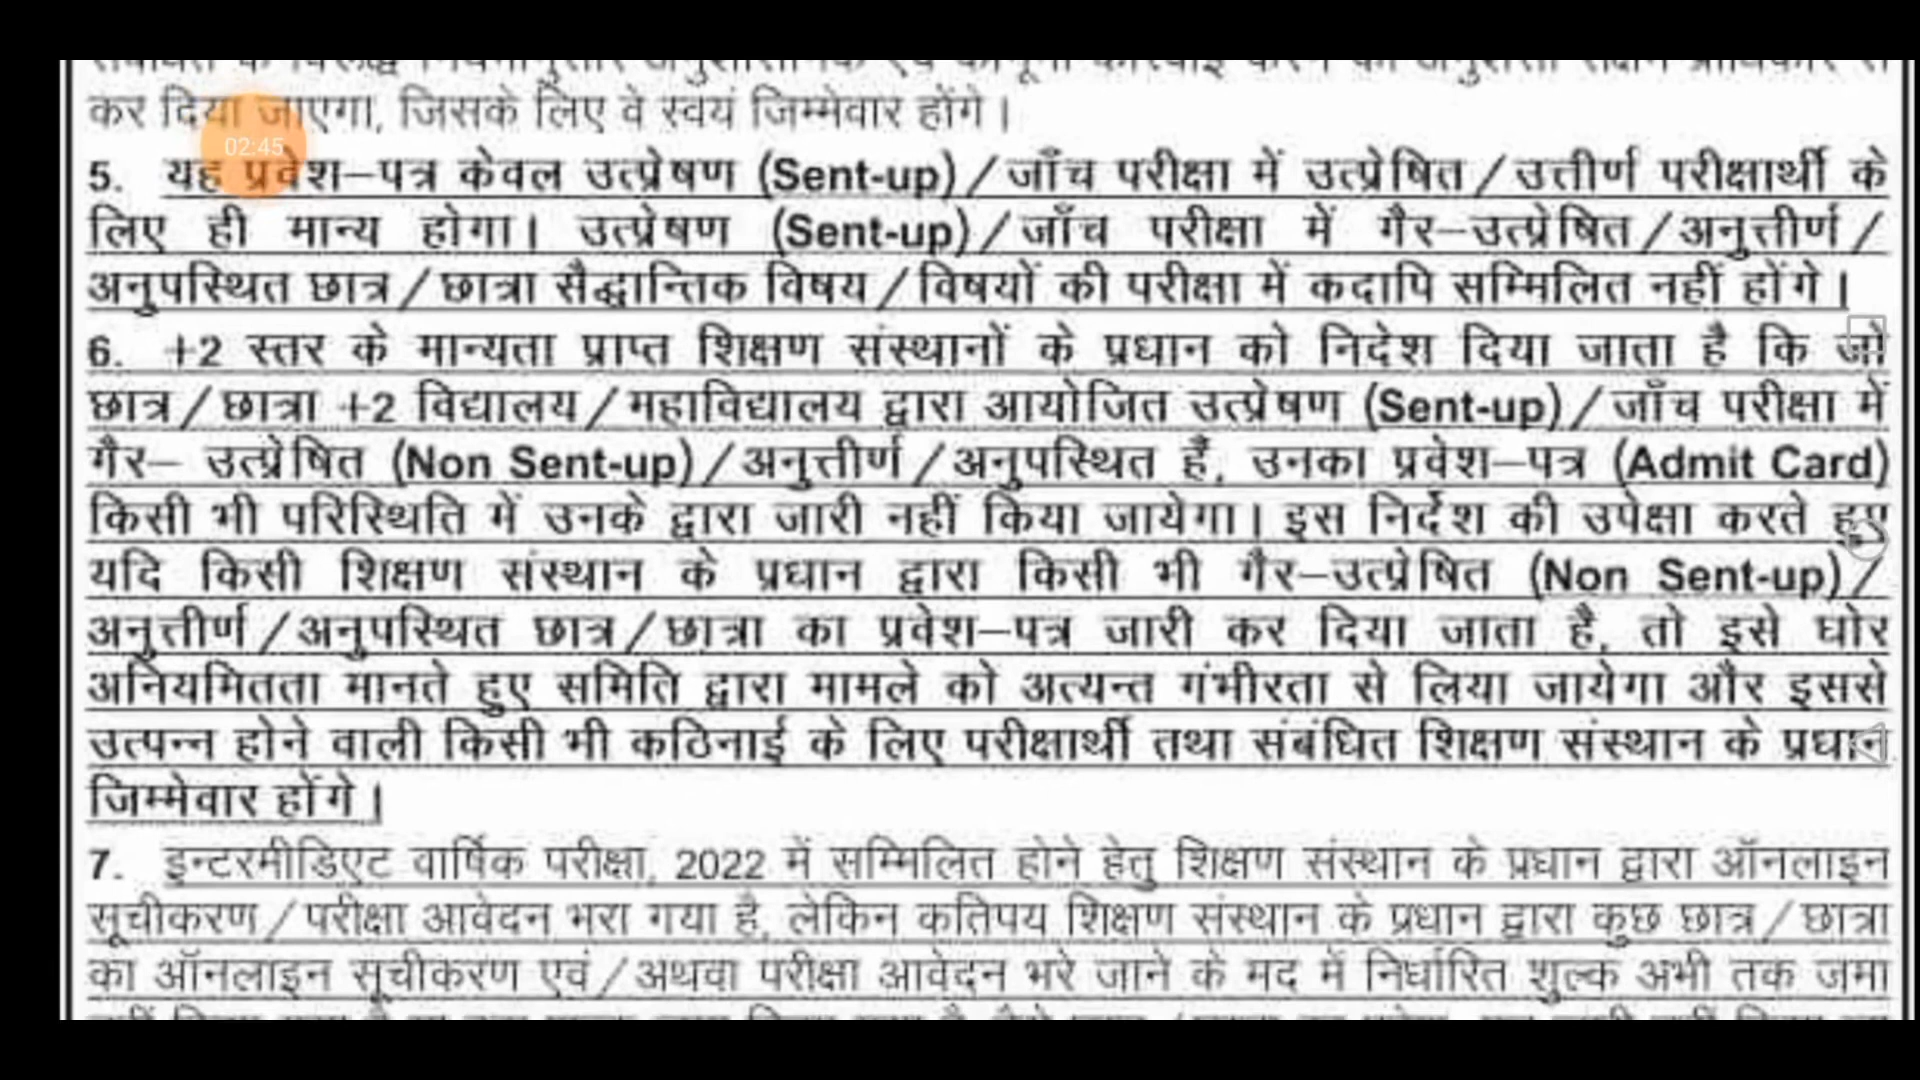 कर दिया जाएगा, जिसके लिए वे स्वयं जिम्मेवार होंगे।
02:45
5. यह प्रवेश–पत्र केवल उत्प्रेषण (Sent-up)/जाँच परीक्षा में उत्प्रेषित/उत्तीर्ण परीक्षार्थी के
लिए ही मान्य होगा। उत्प्रेषण (Sent-up)/जाँच परीक्षा में गैर–उत्प्रेषित/अनुत्तीर्ण/
अनुपस्थित छात्र/छात्रा सैद्धान्तिक विषय/विषयों की परीक्षा में कदापि सम्मिलित नहीं होंगे।
6. +2 स्तर के मान्यता प्राप्त शिक्षण संस्थानों के प्रधान को निदेश दिया जाता है कि जो
छात्र/छात्रा +2 विद्यालय/महाविद्यालय द्वारा आयोजित उत्प्रेषण (Sent-up)/जाँच परीक्षा में
गैर– उत्प्रेषित (Non Sent-up)/अनुत्तीर्ण/अनुपस्थित हैं, उनका प्रवेश–पत्र (Admit Card)
किसी भी परिस्थिति में उनके द्वारा जारी नहीं किया जायेगा। इस निर्देश की उपेक्षा करते हुए
यदि किसी शिक्षण संस्थान के प्रधान द्वारा किसी भी गैर–उत्प्रेषित (Non Sent-up)/
अनुत्तीर्ण/अनुपस्थित छात्र/छात्रा का प्रवेश–पत्र जारी कर दिया जाता है, तो इसे घोर
अनियमितता मानते हुए समिति द्वारा मामले को अत्यन्त गंभीरता से लिया जायेगा और इससे
उत्पन्न होने वाली किसी भी कठिनाई के लिए परीक्षार्थी तथा संबंधित शिक्षण संस्थान के प्रधान
जिम्मेवार होंगे।
7. इन्टरमीडिएट वार्षिक परीक्षा, 2022 में सम्मिलित होने हेतु शिक्षण संस्थान के प्रधान द्वारा ऑनलाइन
सूचीकरण/परीक्षा आवेदन भरा गया है, लेकिन कतिपय शिक्षण संस्थान के प्रधान द्वारा कुछ छात्र/छात्रा
का ऑनलाइन सूचीकरण एवं/अथवा परीक्षा आवेदन भरे जाने के मद में निर्धारित शुल्क अभी तक जमा